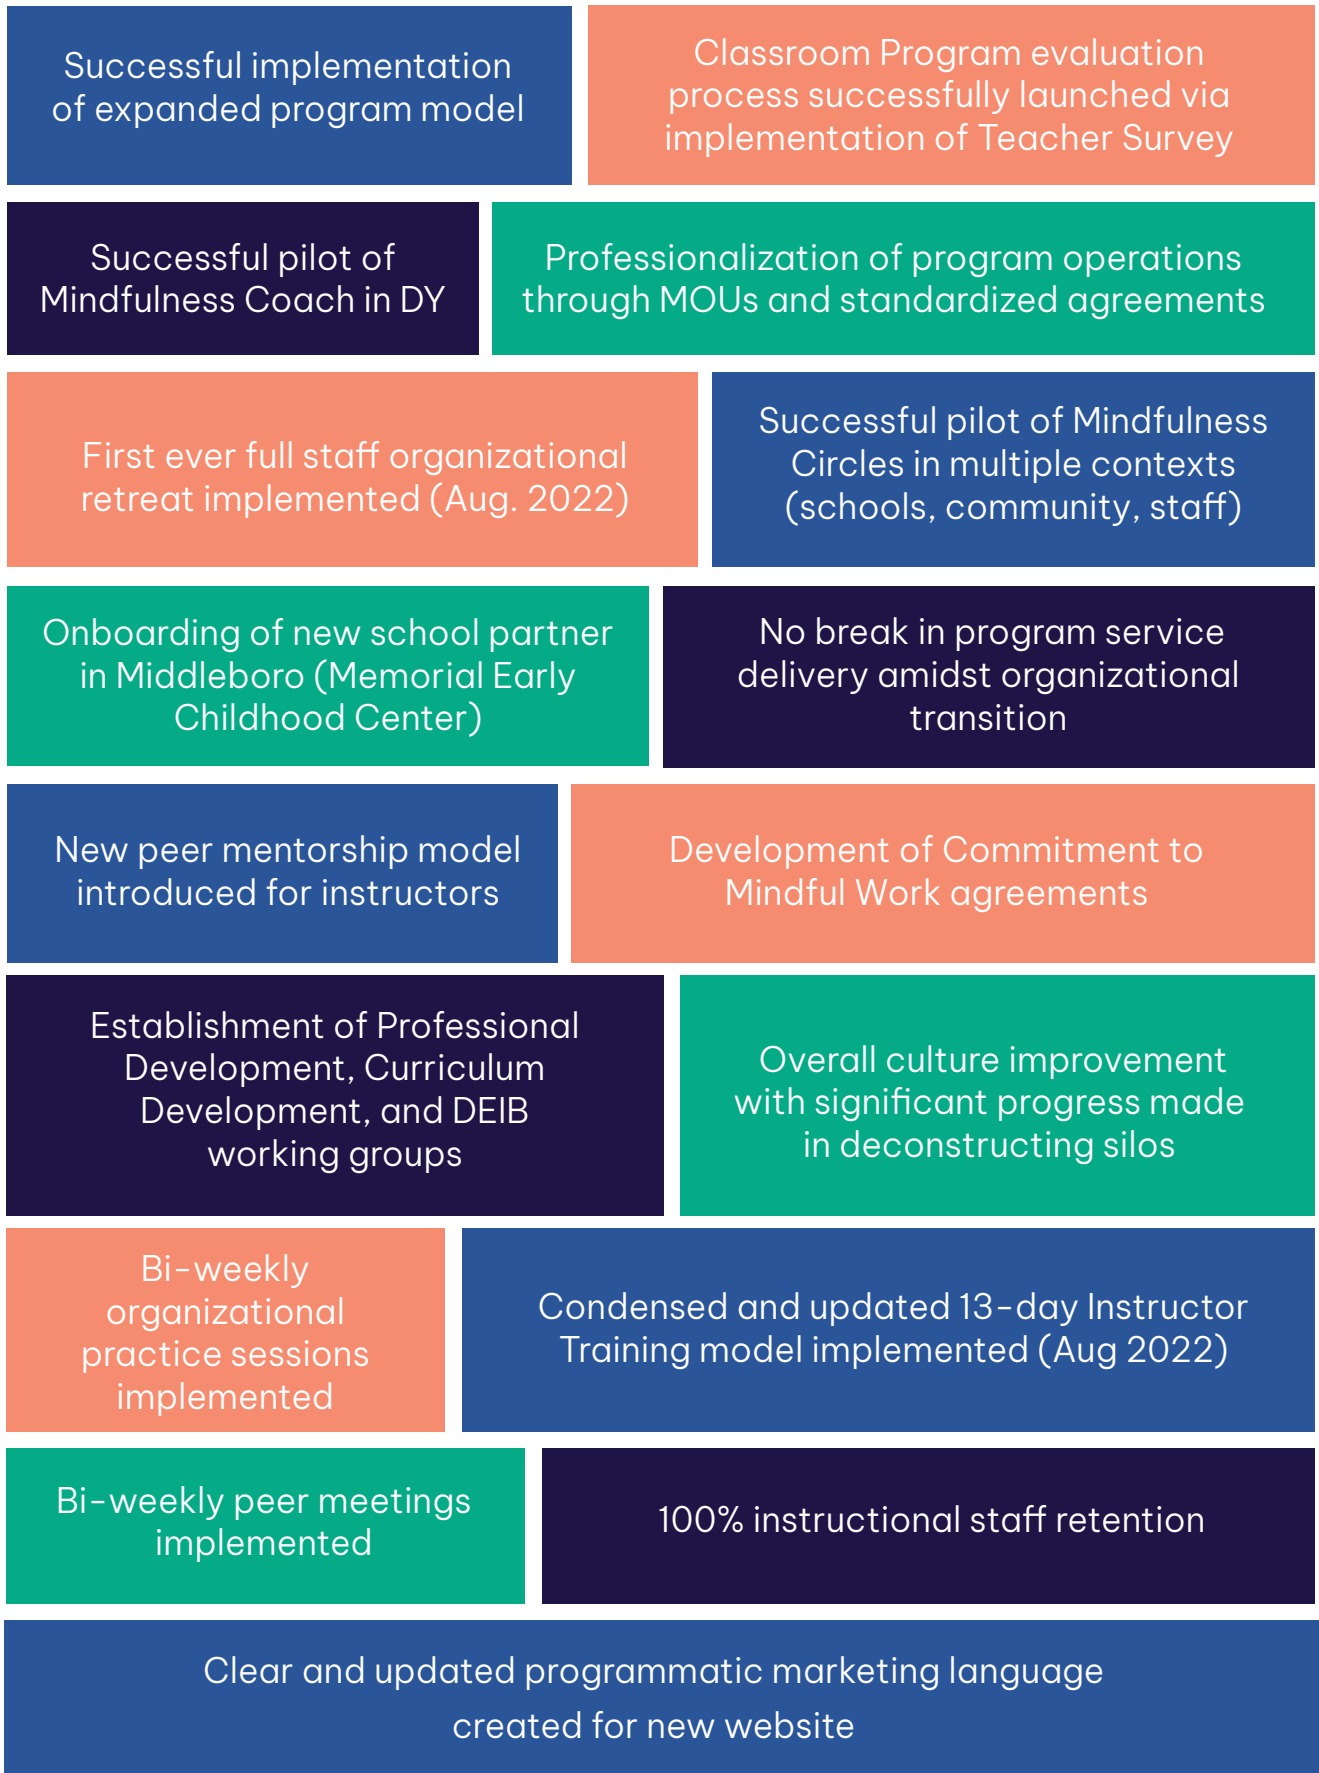 Successful implementation
of expanded program model
Classroom Program evaluation
process successfully launched via
implementation of Teacher Survey
Successful pilot of
Mindfulness Coach in DY
Professionalization of program operations
through MOUs and standardized agreements
First ever full staff organizational
retreat implemented (Aug. 2022)
Successful pilot of Mindfulness
Circles in multiple contexts
(schools, community, staff)
Onboarding of new school partner
in Middleboro (Memorial Early
Childhood Center)
No break in program service
delivery amidst organizational
transition
New peer mentorship model
introduced for instructors
Development of Commitment to
Mindful Work agreements
Establishment of Professional
Development, Curriculum
Development, and DEIB
working groups
Overall culture improvement
with significant progress made
in deconstructing silos
Bi-weekly
organizational
practice sessions
implemented
Condensed and updated 13-day Instructor
Training model implemented (Aug 2022)
Bi-weekly peer meetings
implemented
100% instructional staff retention
Clear and updated programmatic marketing language
created for new website